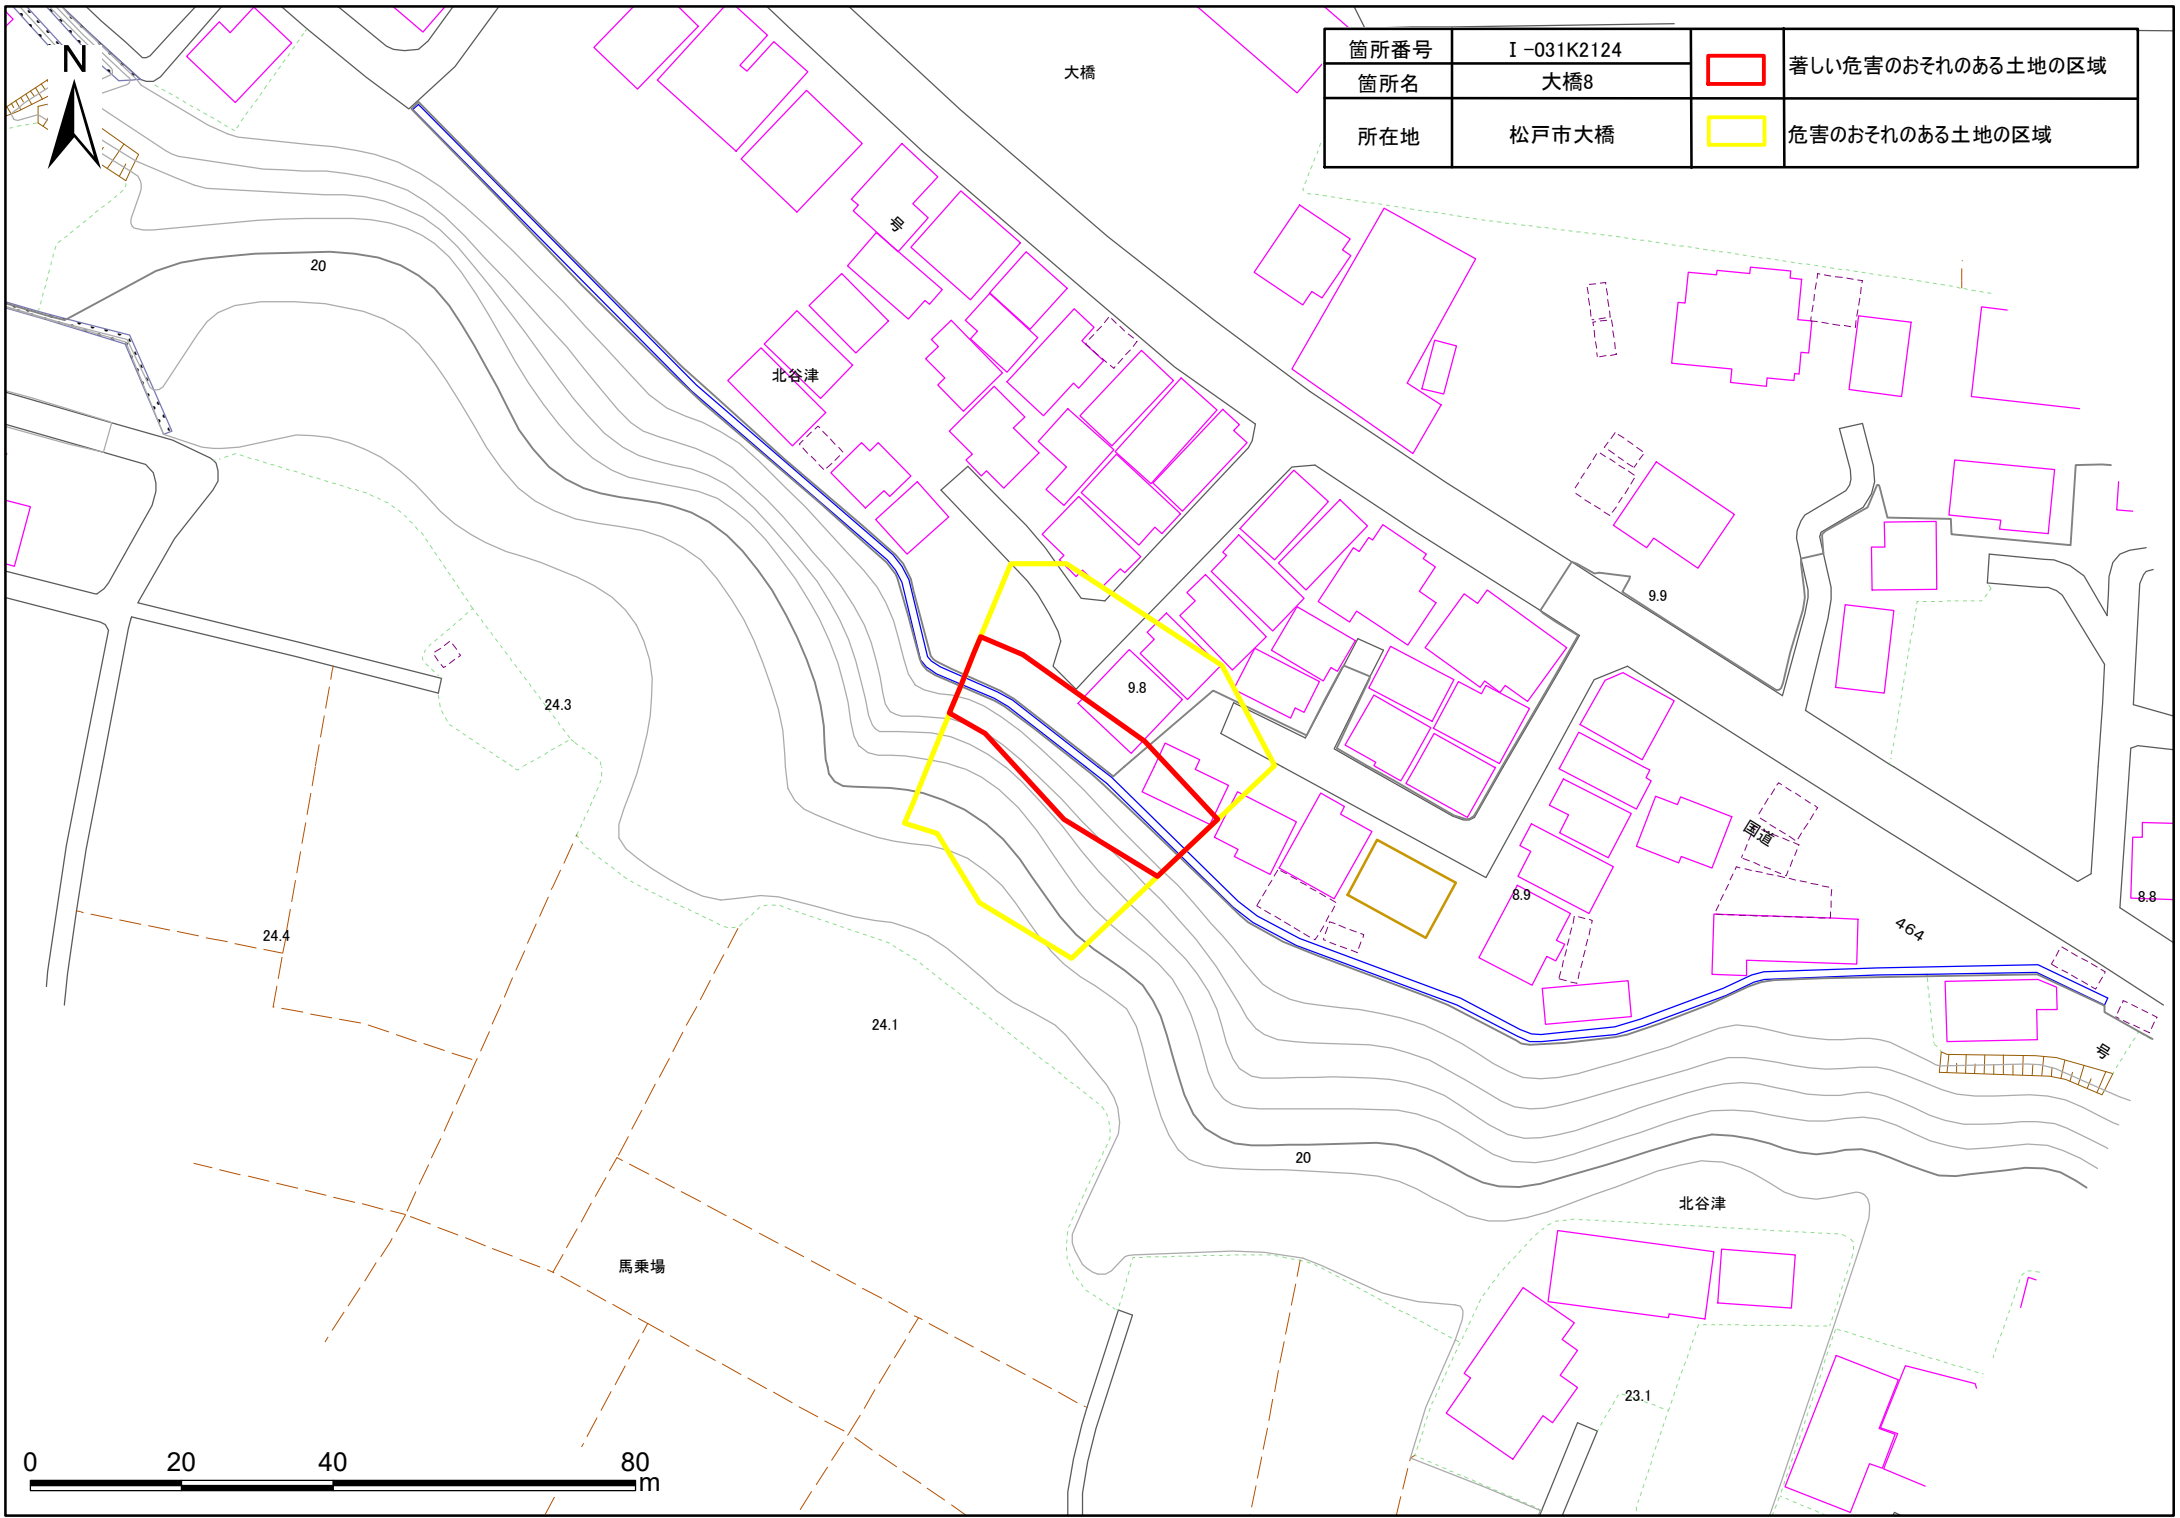 N
箇所番号 Ⅰ-031K2124 著しい危害のおそれのある土地の区域
箇所名 大橋8
所在地 松戸市大橋 危害のおそれのある土地の区域
大橋
号
20
北谷津
9.9
9.8
24.3
国道
8.9
8.8
464
24.4
24.1
号
20
北谷津
馬乗場
23.1
0 20 40 80
m